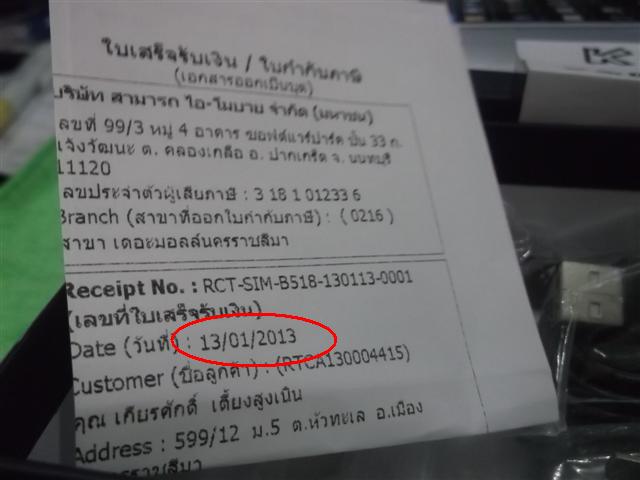 ใบเสร็จรับเงิน / ใบกำกับภาษี
(เอกสารออกเป็นชุด)
บริษัท สามารถ ไอ-โมบาย จำกัด (มหาชน)
เลขที่ 99/3 หมู่ 4 อาคาร ซอฟต์แวร์ปาร์ค ชั้น 33 ถ.
แจ้งวัฒนะ ต. คลองเกลือ อ. ปากเกร็ด จ. นนทบุรี
11120
เลขประจำตัวผู้เสียภาษี : 3 18 1 01233 6
Branch (สาขาที่ออกใบกำกับภาษี) : ( 0216 )
สาขา เดอะมอลล์นครราชสีมา
Receipt No. : RCT-SIM-B518-130113-0001
(เลขที่ใบเสร็จรับเงิน)
Date (วันที่) : 13/01/2013
Customer (ชื่อลูกค้า) : (RTCA130004415)
คุณ เกียรศักดิ์ เตี้ยงสูงเนิน
Address : 599/12 ม.5 ต.หัวทะเล อ.เมือง